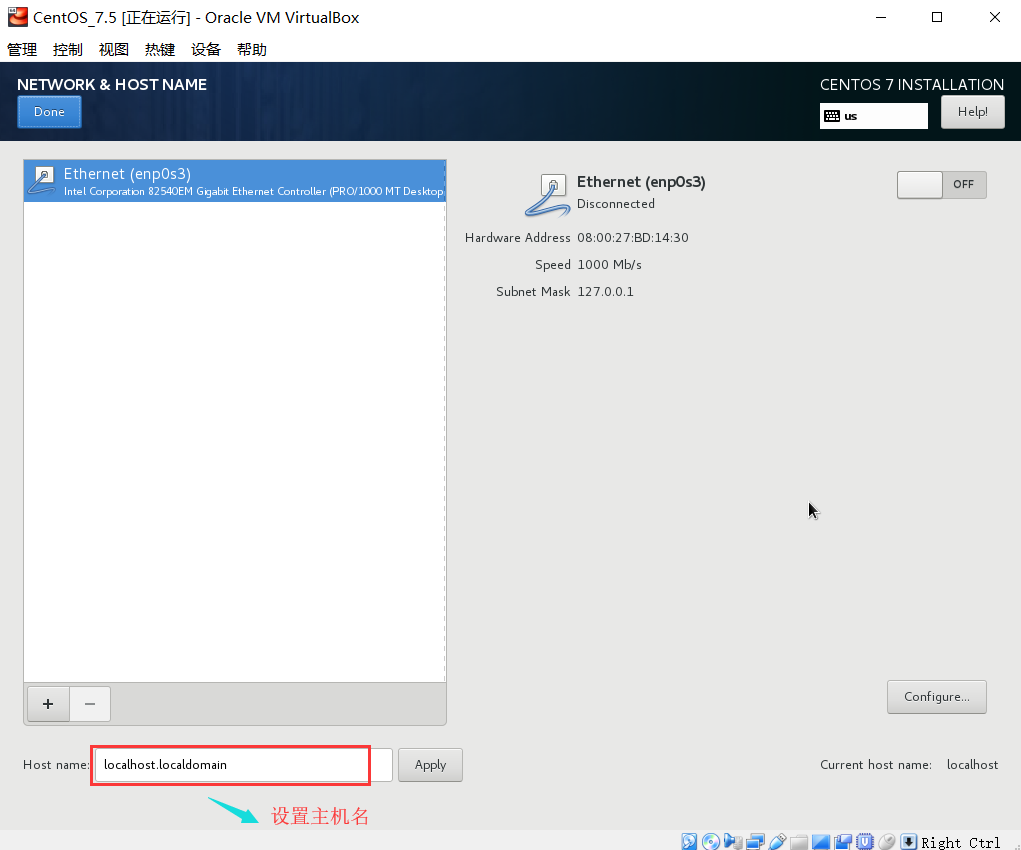 CentOS_7.5 [正在运行] - Oracle VM VirtualBox
管理 控制 视图 热键 设备 帮助
NETWORK & HOST NAME
CENTOS 7 INSTALLATION
Done
us
Help!
Ethernet (enp0s3)
Intel Corporation 82540EM Gigabit Ethernet Controller (PRO/1000 MT Desktop
Ethernet (enp0s3)
Disconnected
OFF
Hardware Address 08:00:27:BD:14:30
Speed 1000 Mb/s
Subnet Mask 127.0.0.1
+ −
Configure...
Host name: localhost.localdomain
Apply
Current host name: localhost
设置主机名
Right Ctrl